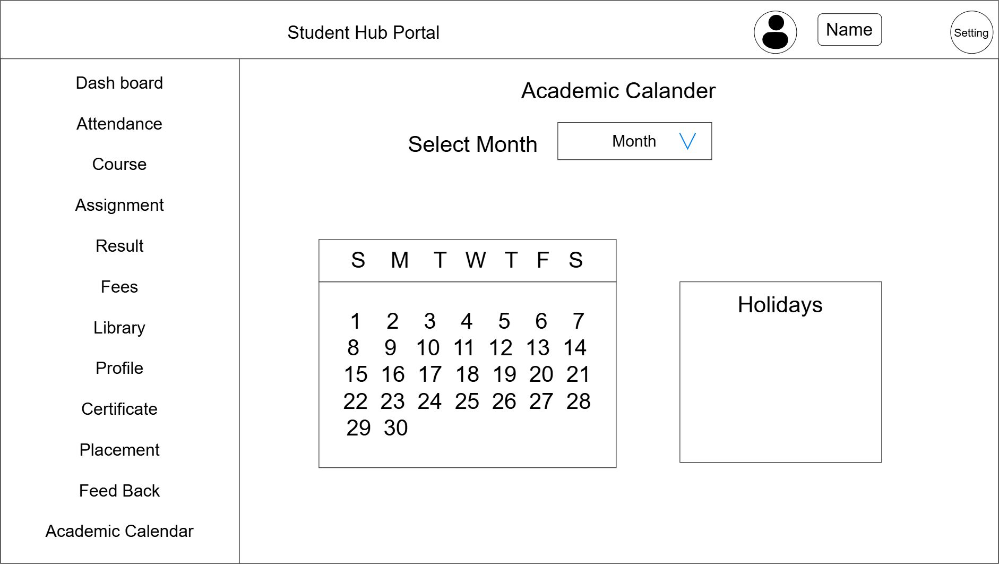 Student Hub Portal
Name
Setting
Dash board
Attendance
Course
Assignment
Result
Fees
Library
Profile
Certificate
Placement
Feed Back
Academic Calendar
Academic Calander
Select Month
Month
S M T W T F S
1 2 3 4 5 6 7
8 9 10 11 12 13 14
15 16 17 18 19 20 21
22 23 24 25 26 27 28
29 30
Holidays